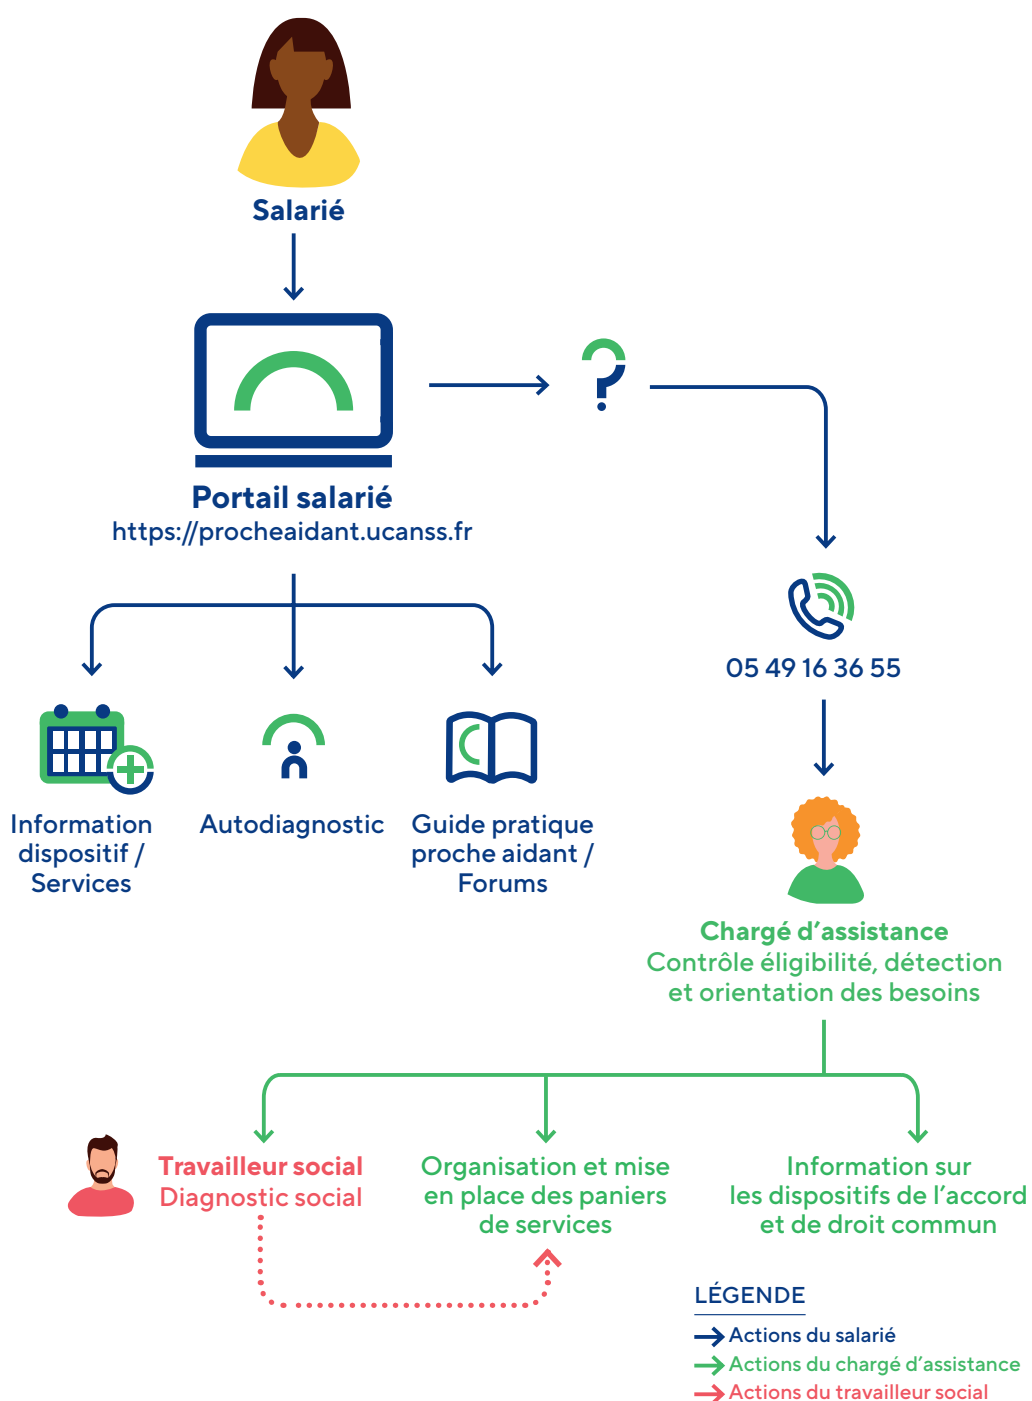 Salarié
Portail salarié
https://procheaidant.ucanss.fr
05 49 16 36 55
Information
dispositif /
Services
Autodiagnostic
Guide pratique
proche aidant /
Forums
Chargé d’assistance
Contrôle éligibilité, détection
et orientation des besoins
Travailleur social
Diagnostic social
Organisation et mise
en place des paniers
de services
Information sur
les dispositifs de l’accord
et de droit commun
LÉGENDE
Actions du salarié
Actions du chargé d’assistance
Actions du travailleur social